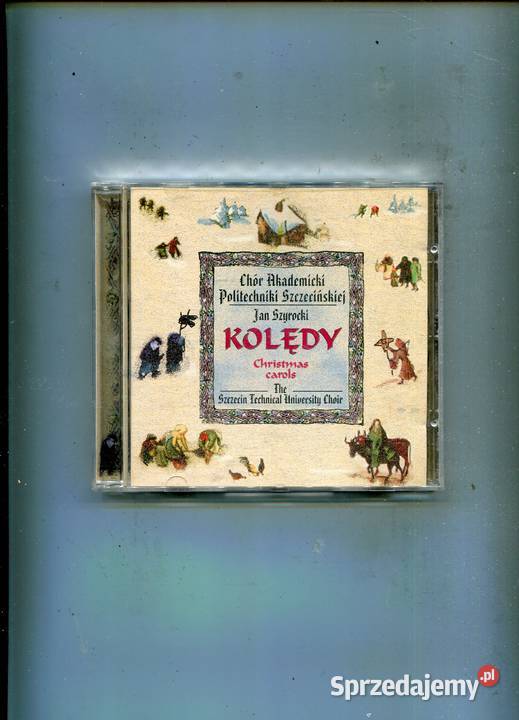 Chór Akademicki
Politechniki Szczecińskiej
Jan Szyrocki
KOLĘDY
Christmas
carols
The
Szczecin Technical University Choir
Sprzedajemy.pl